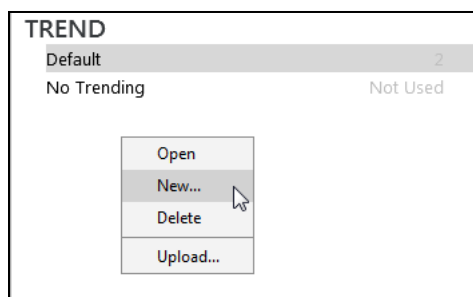 TREND
Default 2
No Trending Not Used
Open
New...
Delete
Upload...